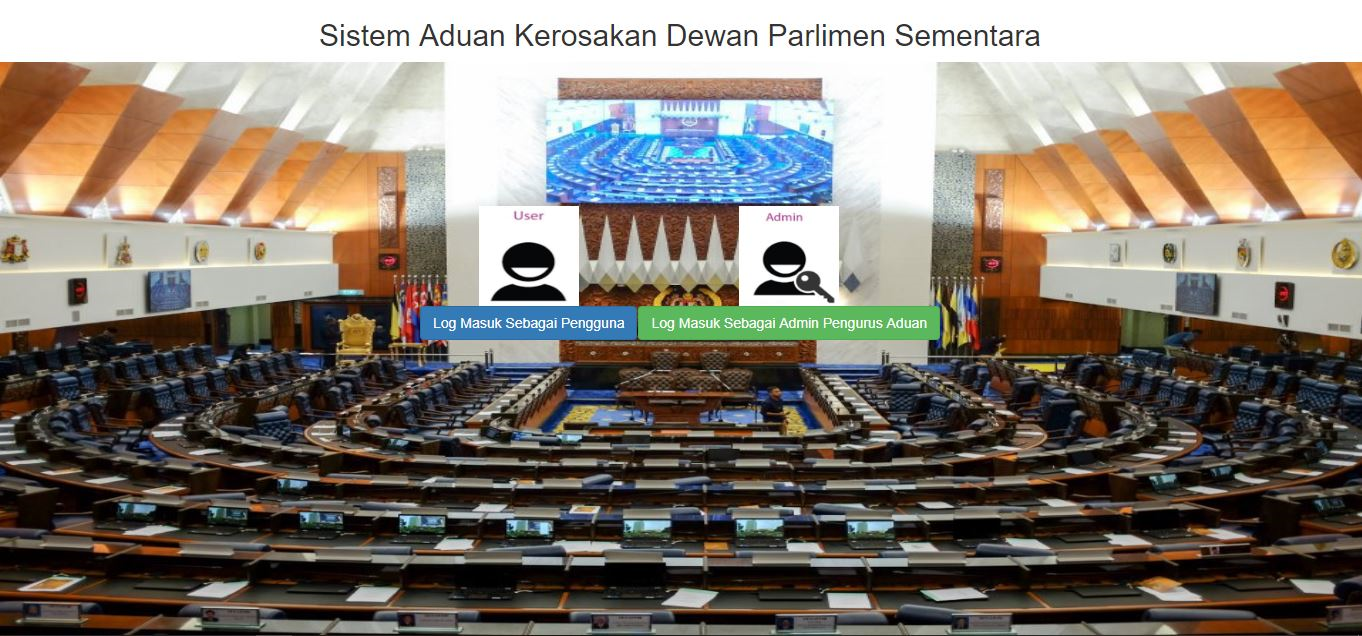 Sistem Aduan Kerosakan Dewan Parlimen Sementara
User
Admin
Log Masuk Sebagai Pengguna
Log Masuk Sebagai Admin Pengurus Aduan